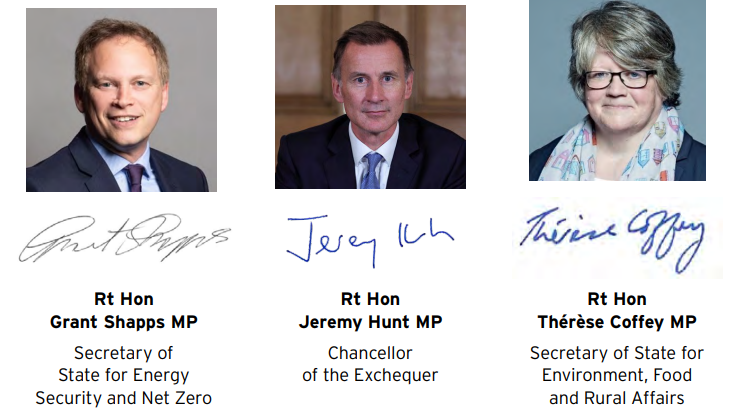 Grant Shapps
Jeremy Hunt
Thérèse Coffey
Rt Hon
Grant Shapps MP
Secretary of
State for Energy
Security and Net Zero
Rt Hon
Jeremy Hunt MP
Chancellor
of the Exchequer
Rt Hon
Thérèse Coffey MP
Secretary of State for
Environment, Food
and Rural Affairs